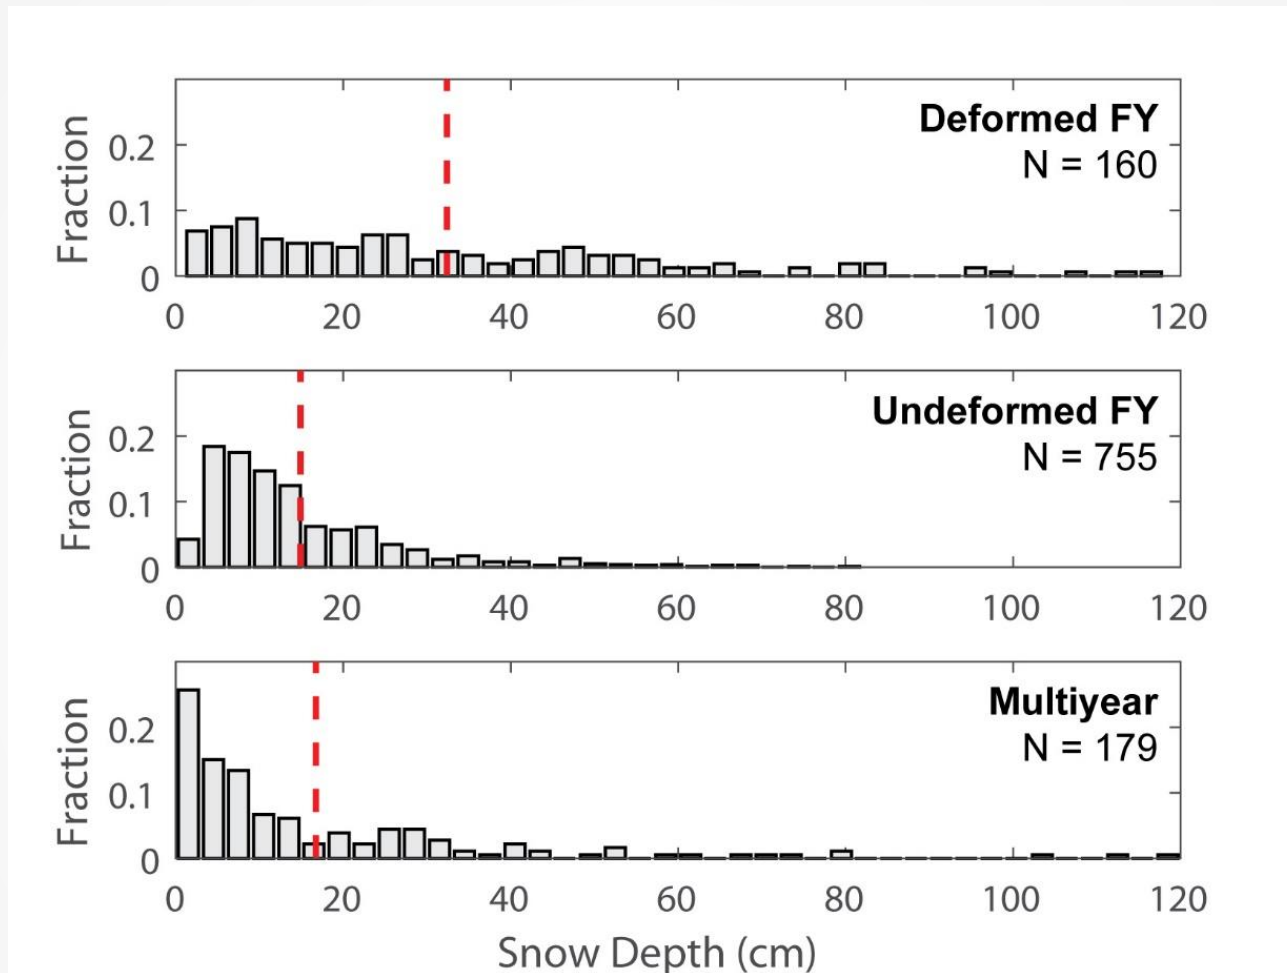 Deformed FY
N = 160
Fraction
0.2
0.1
0
0 20 40 60 80 100 120
Undeformed FY
N = 755
Fraction
0.2
0.1
0
0 20 40 60 80 100 120
Multiyear
N = 179
Fraction
0.2
0.1
0
0 20 40 60 80 100 120
Snow Depth (cm)